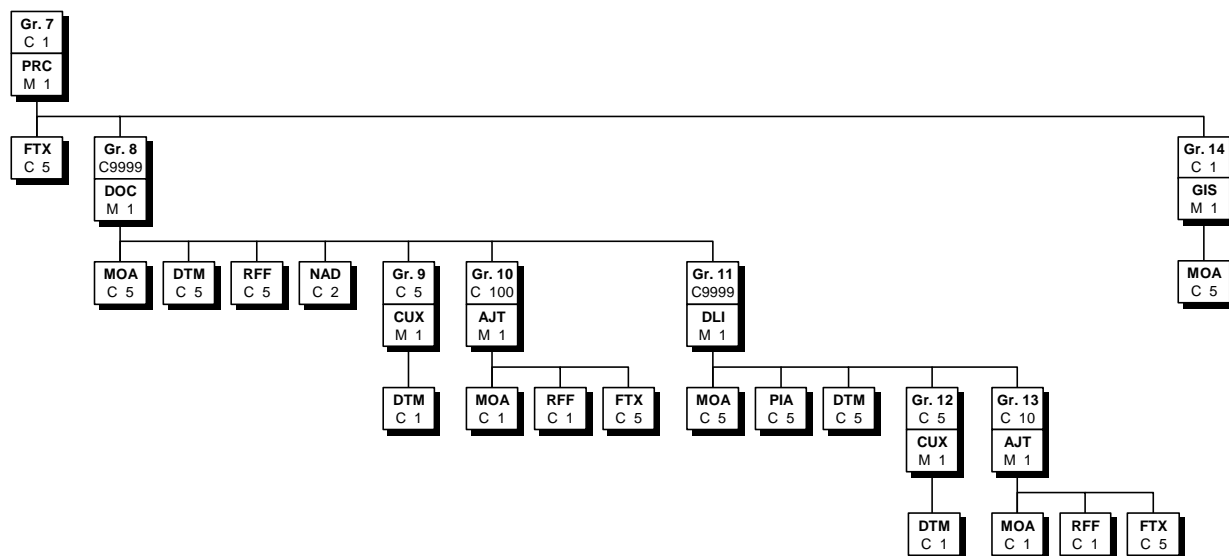 Gr. 7
C 1
PRC
M 1
FTX
C 5
Gr. 8
C9999
DOC
M 1
Gr. 14
C 1
GIS
M 1
MOA
C 5
DTM
C 5
RFF
C 5
NAD
C 2
Gr. 9
C 5
CUX
M 1
Gr. 10
C 100
AJT
M 1
Gr. 11
C9999
DLI
M 1
MOA
C 5
DTM
C 1
MOA
C 1
RFF
C 1
FTX
C 5
MOA
C 5
PIA
C 5
DTM
C 5
Gr. 12
C 5
CUX
M 1
Gr. 13
C 10
AJT
M 1
DTM
C 1
MOA
C 1
RFF
C 1
FTX
C 5